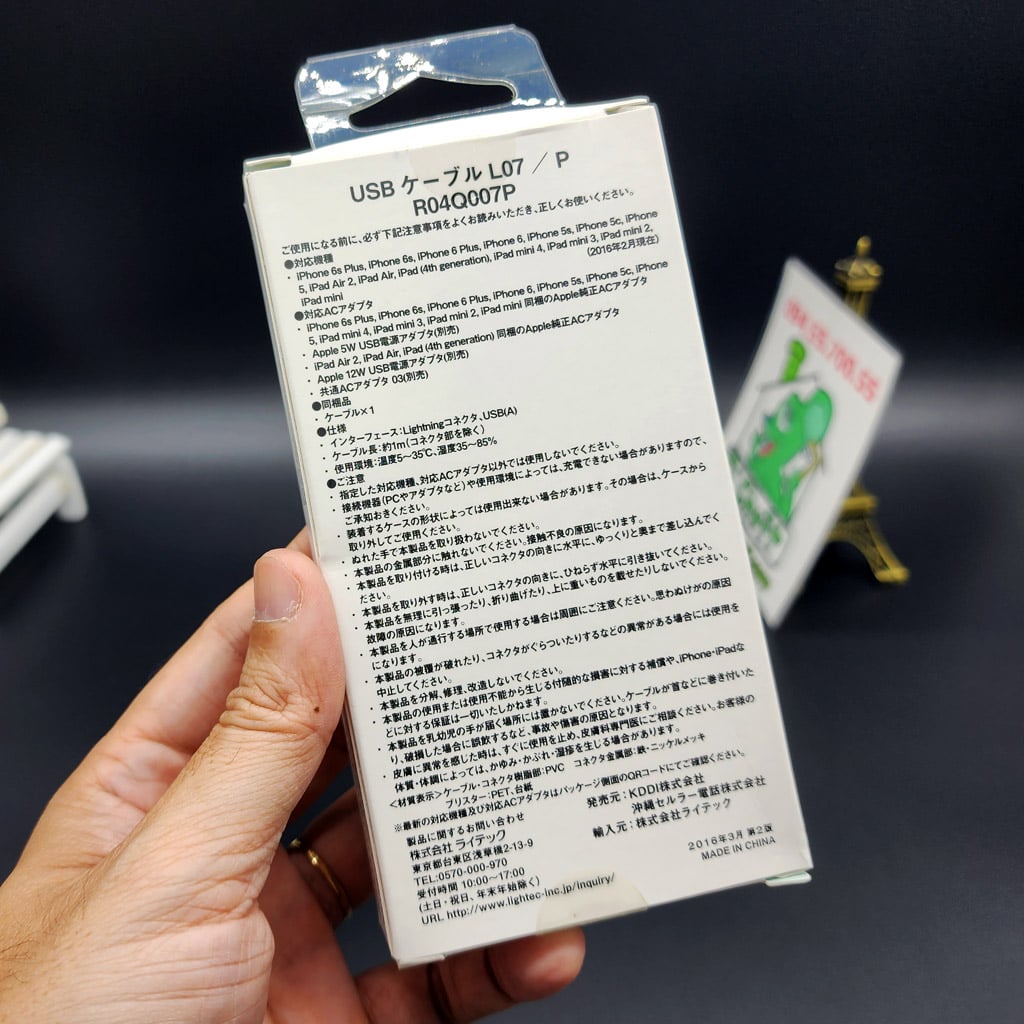 USB ケーブル L07 / P
R04Q007P
ご使用になる前に、必ず下記注意事項をよくお読みいただき、正しくお使いください。
●対応機種
・iPhone 6s Plus, iPhone 6s, iPhone 6 Plus, iPhone 6, iPhone 5s, iPhone 5c, iPhone
5, iPad Air 2, iPad Air, iPad (4th generation), iPad mini 4, iPad mini 3, iPad mini 2,
iPad mini
(2016年2月現在)
●対応ACアダプタ
・iPhone 6s Plus, iPhone 6s, iPhone 6 Plus, iPhone 6, iPhone 5s, iPhone 5c, iPhone
5, iPad mini 4, iPad mini 3, iPad mini 2, iPad mini 同梱のApple純正ACアダプタ
・Apple 5W USB電源アダプタ(別売)
・iPad Air 2, iPad Air, iPad (4th generation) 同梱のApple純正ACアダプタ
・Apple 12W USB電源アダプタ(別売)
・共通ACアダプタ 03(別売)
●同梱品
・ケーブル×1
●仕様
・インターフェース:Lightningコネクタ、USB(A)
・ケーブル長:約1m(コネクタ部を除く)
・使用環境:温度5〜35℃、湿度35〜85%
●ご注意
・指定した対応機種、対応ACアダプタ以外では使用しないでください。
・接続機器(PCやアダプタなど)や使用環境によっては、充電できない場合がありますので、
ご承知おきください。
・装着するケースの形状によっては使用出来ない場合があります。その場合は、ケースから
取り外してご使用ください。
・ぬれた手で本製品を取り扱わないでください。
・本製品の金属部分に触れないでください。接触不良の原因になります。
・本製品を取り付ける時は、正しいコネクタの向きに水平に、ゆっくりと奥まで差し込んでく
ださい。
・本製品を取り外す時は、正しいコネクタの向きに、ひねらず水平に引き抜いてください。
・本製品を無理に引っ張ったり、折り曲げたり、上に重いものを載せたりしないでください。
故障の原因になります。
・本製品を人が通行する場所で使用する場合は周囲にご注意ください。思わぬけがの原因
になります。
・本製品の被覆が破れたり、コネクタがぐらついたりするなどの異常がある場合には使用を
中止してください。
・本製品を分解、修理、改造しないでください。
・本製品の使用または使用不能から生じる付随的な損害に対する補償や、iPhone・iPadな
どに対する保証は一切いたしかねます。
・本製品を乳幼児の手が届く場所には置かないでください。ケーブルが首などに巻き付いた
り、破損した場合に誤飲するなど、事故や傷害の原因となります。
・皮膚に異常を感じた時は、すぐに使用を止め、皮膚科専門医にご相談ください。お客様の
体質・体調によっては、かゆみ・かぶれ・湿疹を生じる場合があります。
<材質表示>ケーブル・コネクタ樹脂部:PVC コネクタ金属部:鉄・ニッケルメッキ
ブリスター:PET、台紙
※最新の対応機種及び対応ACアダプタはパッケージ側面のQRコードにてご確認ください。
製品に関するお問い合わせ
株式会社 ライテック
東京都台東区浅草橋2-13-9
TEL:0570-000-970
受付時間 10:00〜17:00
(土日・祝日、年末年始除く)
URL http://www.lightec-inc.jp/inquiry/
発売元:KDDI株式会社
沖縄セルラー電話株式会社
輸入元:株式会社ライテック
2016年3月 第2版
MADE IN CHINA